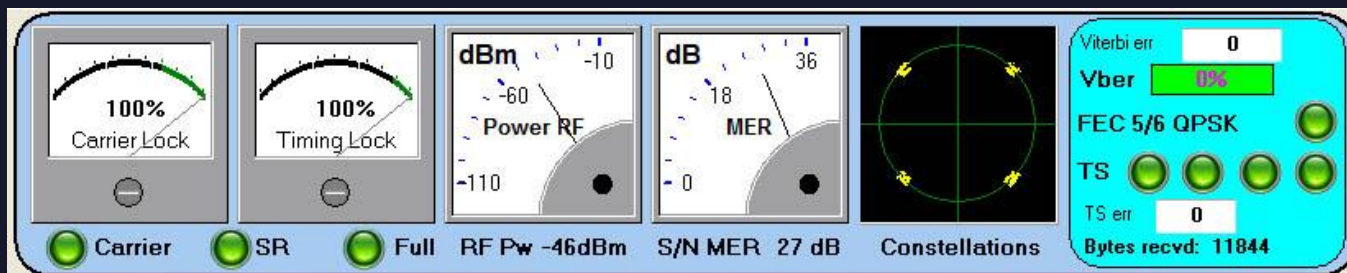 100%
Carrier Lock
100%
Timing Lock
dBm
-10
-60
Power RF
-110
dB
36
18
MER
0
Viterbi err 0
Vber 0%
FEC 5/6 QPSK
TS
TS err 0
Bytes recvd: 11844
Carrier SR Full RF Pw -46dBm S/N MER 27 dB Constellations